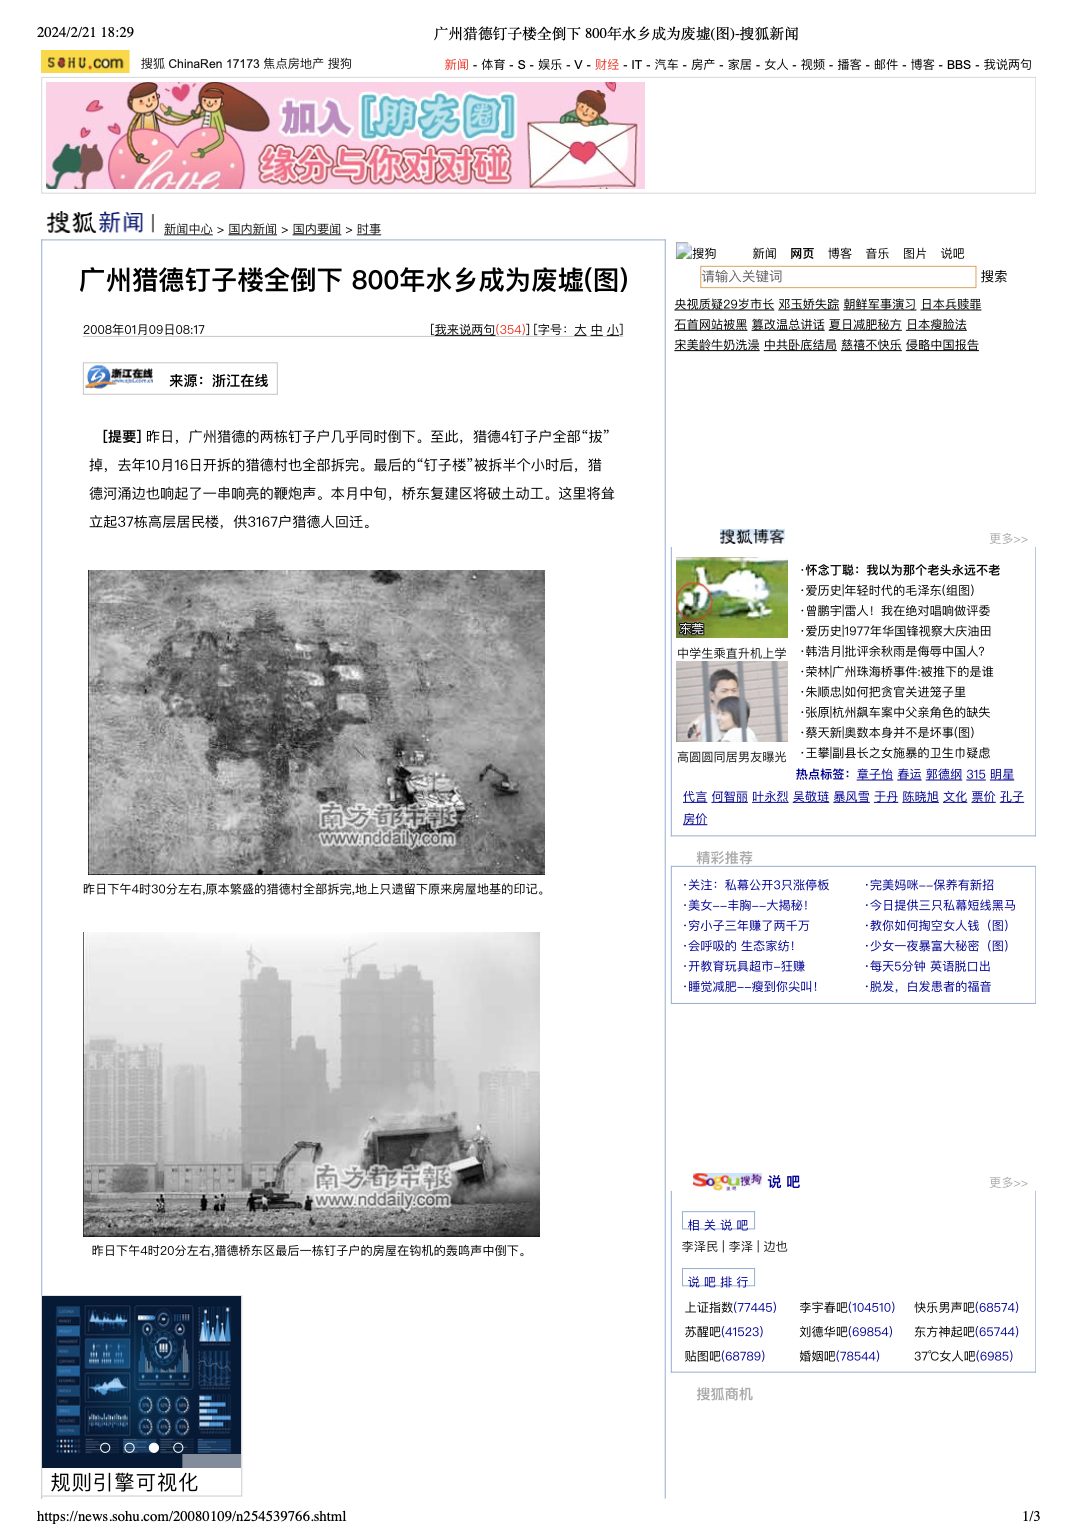 2024/2/21 18:29
广州猎德钉子楼全倒下 800年水乡成为废墟(图)-搜狐新闻
SOHU.com
搜狐 ChinaRen 17173 焦点房地产 搜狗
新闻 - 体育 - S - 娱乐 - V - 财经 - IT - 汽车 - 房产 - 家居 - 女人 - 视频 - 播客 - 邮件 - 博客 - BBS - 我说两句
加入[朋友圈]
缘分与你对对碰
love
搜狐新闻 | 新闻中心 > 国内新闻 > 国内要闻 > 时事
广州猎德钉子楼全倒下 800年水乡成为废墟(图)
2008年01月09日08:17
[我来说两句(354)] [字号：大 中 小]
浙江在线
来源：浙江在线
[提要] 昨日，广州猎德的两栋钉子户几乎同时倒下。至此，猎德4钉子户全部“拔”
掉，去年10月16日开拆的猎德村也全部拆完。最后的“钉子楼”被拆半个小时后，猎
德河涌边也响起了一串响亮的鞭炮声。本月中旬，桥东复建区将破土动工。这里将耸
立起37栋高层居民楼，供3167户猎德人回迁。
南方都市報
www.nddaily.com
昨日下午4时30分左右,原本繁盛的猎德村全部拆完,地上只遗留下原来房屋地基的印记。
南方都市報
www.nddaily.com
昨日下午4时20分左右,猎德桥东区最后一栋钉子户的房屋在钩机的轰鸣声中倒下。
规则引擎可视化
搜狗 新闻 网页 博客 音乐 图片 说吧
请输入关键词
搜索
央视质疑29岁市长 邓玉娇失踪 朝鲜军事演习 日本兵赎罪
石首网站被黑 篡改温总讲话 夏日减肥秘方 日本瘦脸法
宋美龄牛奶洗澡 中共卧底结局 慈禧不快乐 侵略中国报告
搜狐博客
更多>>
东莞
中学生乘直升机上学
高圆圆同居男友曝光
·怀念丁聪：我以为那个老头永远不老
·爱历史|年轻时代的毛泽东(组图)
·曾鹏宇|雷人！我在绝对唱响做评委
·爱历史|1977年华国锋视察大庆油田
·韩浩月|批评余秋雨是侮辱中国人?
·荣林|广州珠海桥事件:被推下的是谁
·朱顺忠|如何把贪官关进笼子里
·张原|杭州飙车案中父亲角色的缺失
·蔡天新|奥数本身并不是坏事(图)
·王攀|副县长之女施暴的卫生巾疑虑
热点标签：章子怡 春运 郭德纲 315 明星
代言 何智丽 叶永烈 吴敬琏 暴风雪 于丹 陈晓旭 文化 票价 孔子
房价
精彩推荐
·关注：私幕公开3只涨停板
·完美妈咪--保养有新招
·美女--丰胸--大揭秘！
·今日提供三只私幕短线黑马
·穷小子三年赚了两千万
·教你如何掏空女人钱（图）
·会呼吸的 生态家纺！
·少女一夜暴富大秘密（图）
·开教育玩具超市-狂赚
·每天5分钟 英语脱口出
·睡觉减肥--瘦到你尖叫！
·脱发，白发患者的福音
Sogou搜狗 说 吧
更多>>
相 关 说 吧
李泽民 | 李泽 | 边也
说 吧 排 行
上证指数(77445) 李宇春吧(104510) 快乐男声吧(68574)
苏醒吧(41523) 刘德华吧(69854) 东方神起吧(65744)
贴图吧(68789) 婚姻吧(78544) 37℃女人吧(6985)
搜狐商机
https://news.sohu.com/20080109/n254539766.shtml
1/3